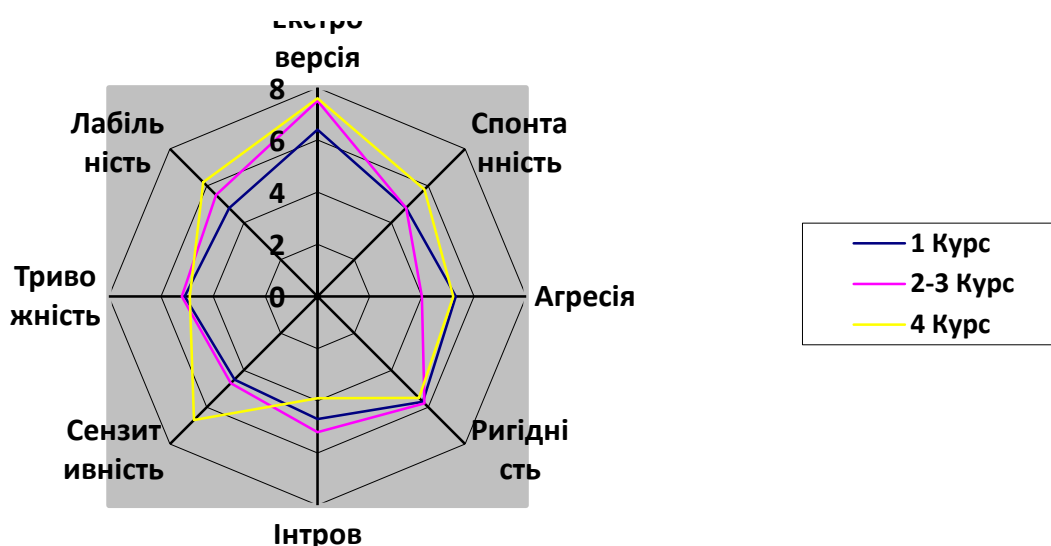 Екстро
версія
8
Лабіль
ність
Спонта
нність
6
4
2
Триво
жність
0
Агресія
1 Курс
2-3 Курс
4 Курс
Сензит
ивність
Ригідні
сть
Інтров